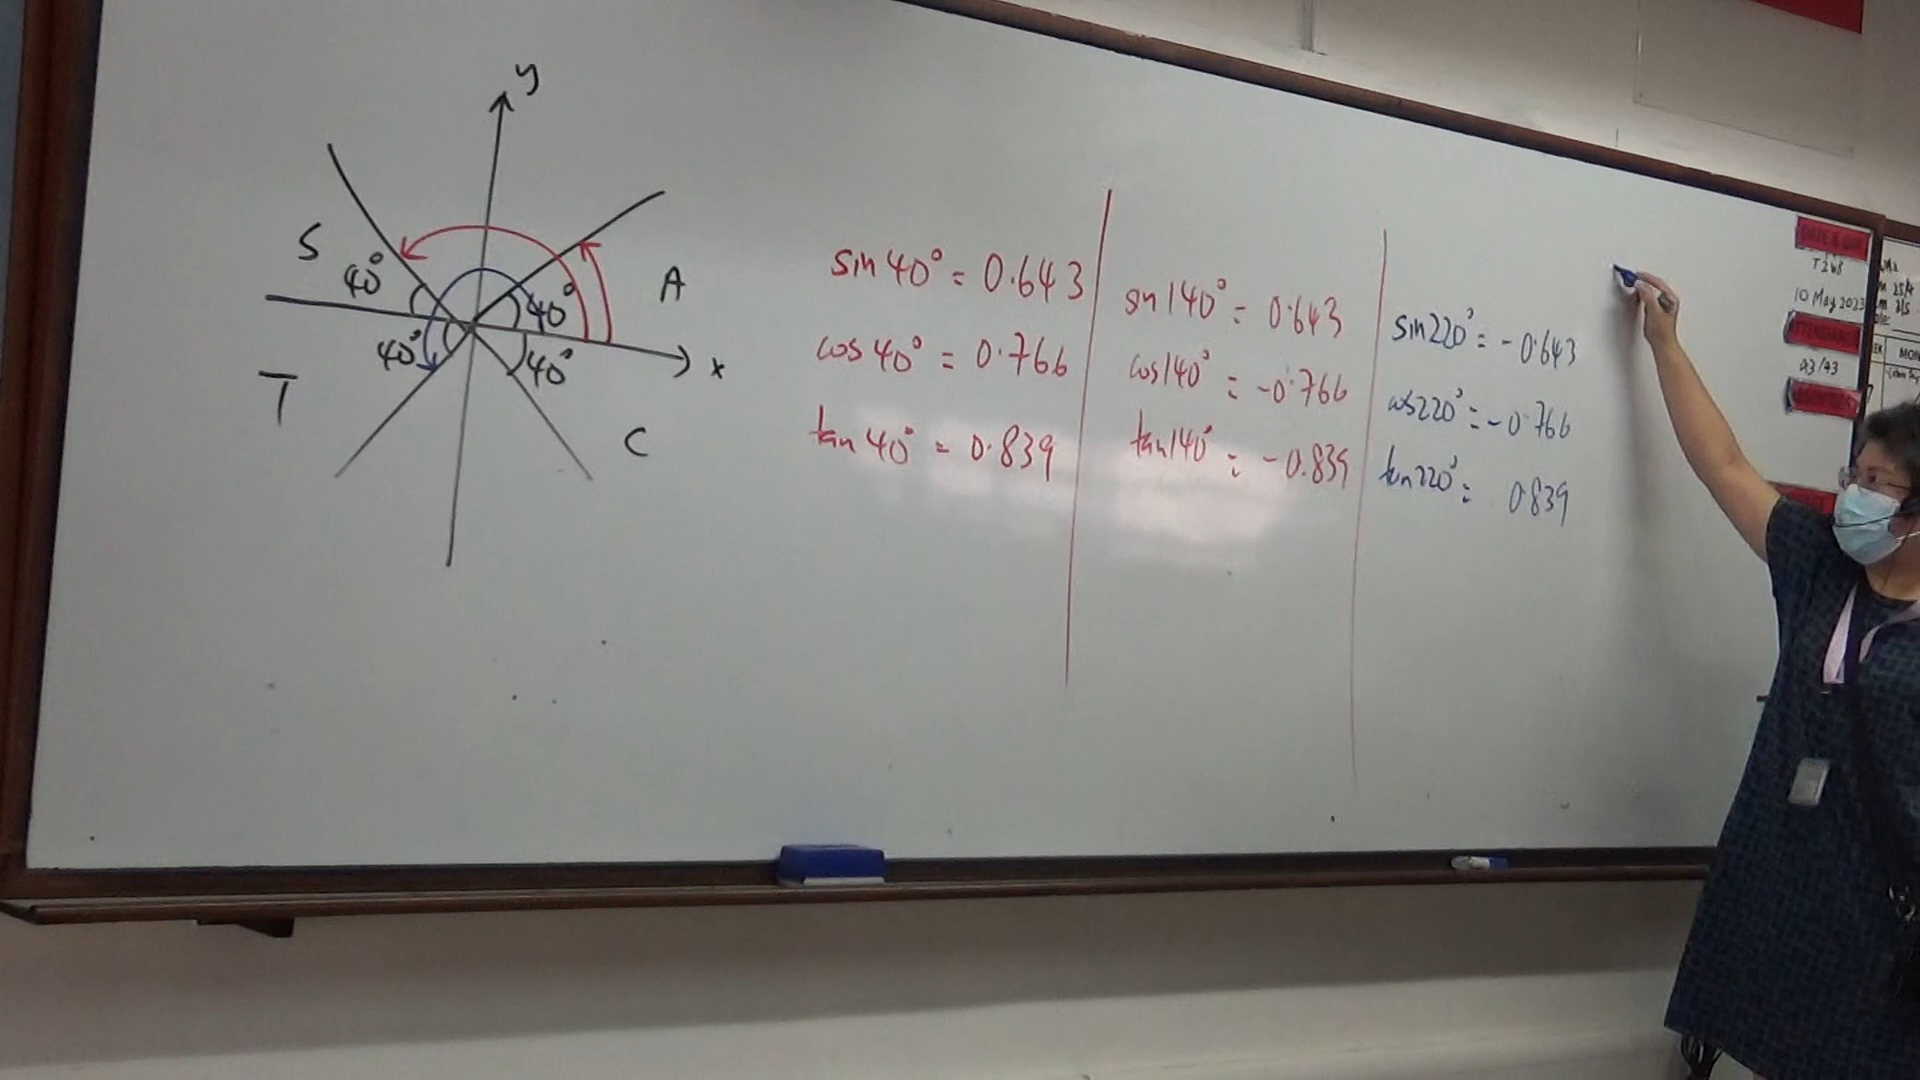 y
S
40°
40°
A
40°
40°
x
T
C
sin 40° = 0.643
cos 40° = 0.766
tan 40° = 0.839
sin 140° = 0.643
cos 140° = -0.766
tan 140° = -0.839
sin 220° = -0.643
cos 220° = -0.766
tan 220° = 0.839
T2W8
10 May 2023
MON